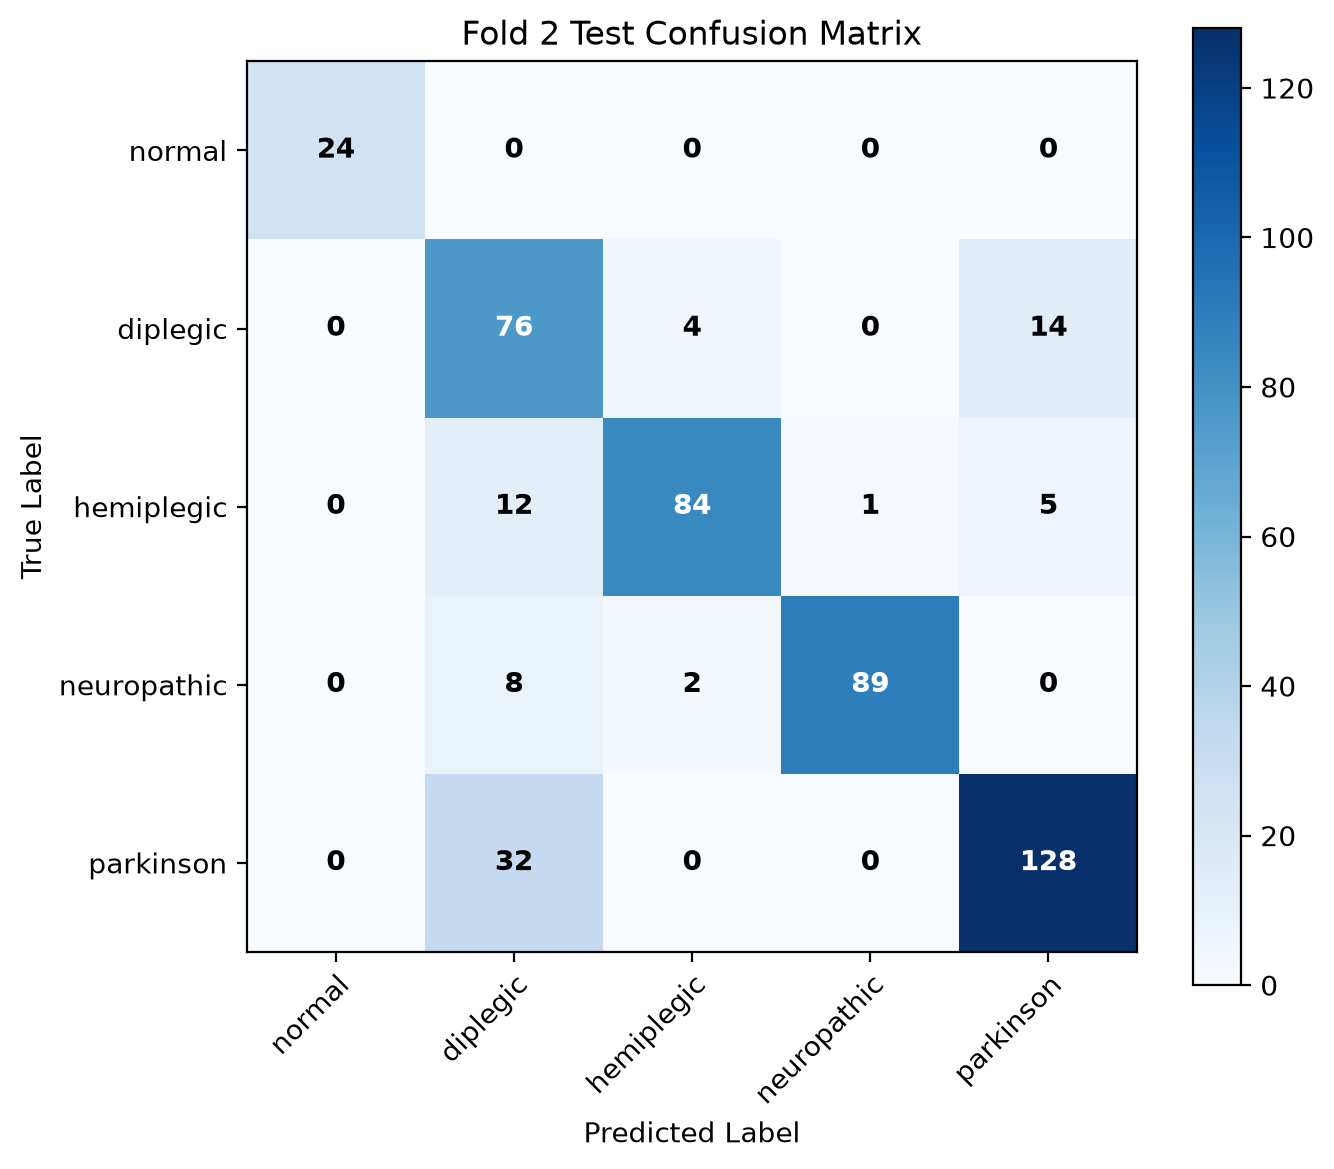 Fold 2 Test Confusion Matrix
True Label
normal 24 0 0 0 0
diplegic 0 76 4 0 14
hemiplegic 0 12 84 1 5
neuropathic 0 8 2 89 0
parkinson 0 32 0 0 128
normal diplegic hemiplegic neuropathic parkinson
Predicted Label
120
100
80
60
40
20
0